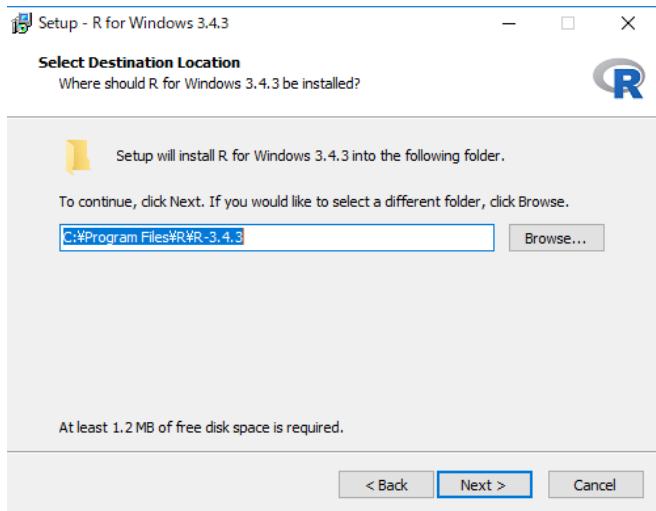 Setup - R for Windows 3.4.3
Select Destination Location
Where should R for Windows 3.4.3 be installed?
R
Setup will install R for Windows 3.4.3 into the following folder.
To continue, click Next. If you would like to select a different folder, click Browse.
C:¥Program Files¥R¥R-3.4.3
Browse...
At least 1.2 MB of free disk space is required.
< Back
Next >
Cancel